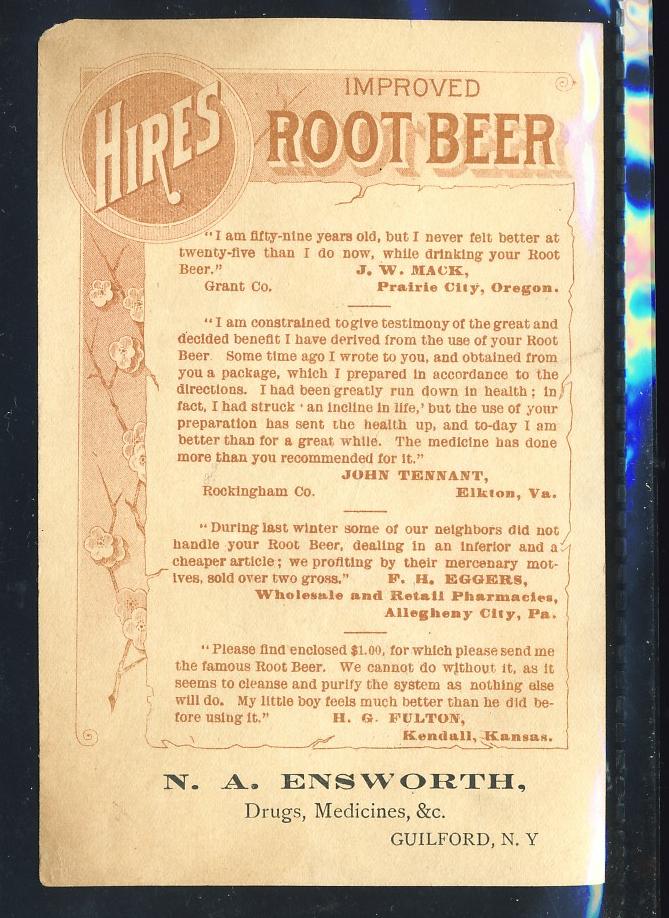 HIRES
IMPROVED
ROOT BEER
“I am fifty-nine years old, but I never felt better at
twenty-five than I do now, while drinking your Root
Beer.” J. W. MACK,
Grant Co. Prairie City, Oregon.
“I am constrained to give testimony of the great and
decided benefit I have derived from the use of your Root
Beer. Some time ago I wrote to you, and obtained from
you a package, which I prepared in accordance to the
directions. I had been greatly run down in health; in
fact, I had struck ‘an incline in life,’ but the use of your
preparation has sent the health up, and to-day I am
better than for a great while. The medicine has done
more than you recommended for it.”
JOHN TENNANT,
Rockingham Co. Elkton, Va.
“During last winter some of our neighbors did not
handle your Root Beer, dealing in an inferior and a
cheaper article; we profiting by their mercenary mot-
ives, sold over two gross.” F. H. EGGERS,
Wholesale and Retail Pharmacies,
Allegheny City, Pa.
“Please find enclosed $1.00, for which please send me
the famous Root Beer. We cannot do without it, as it
seems to cleanse and purify the system as nothing else
will do. My little boy feels much better than he did be-
fore using it.” H. G. FULTON,
Kendall, Kansas.
N. A. ENSWORTH,
Drugs, Medicines, &c.
GUILFORD, N. Y